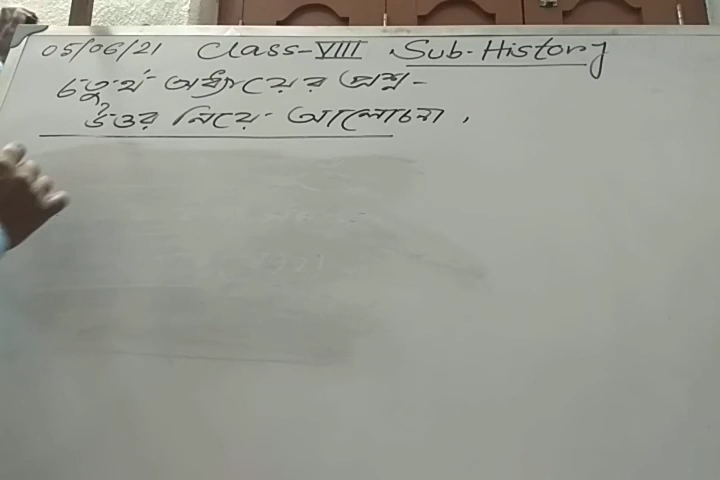 05/06/21 Class-VIII Sub-History
চতুর্থ অধ্যায়ের প্রশ্ন-
উত্তর নিয়ে আলোচনা,